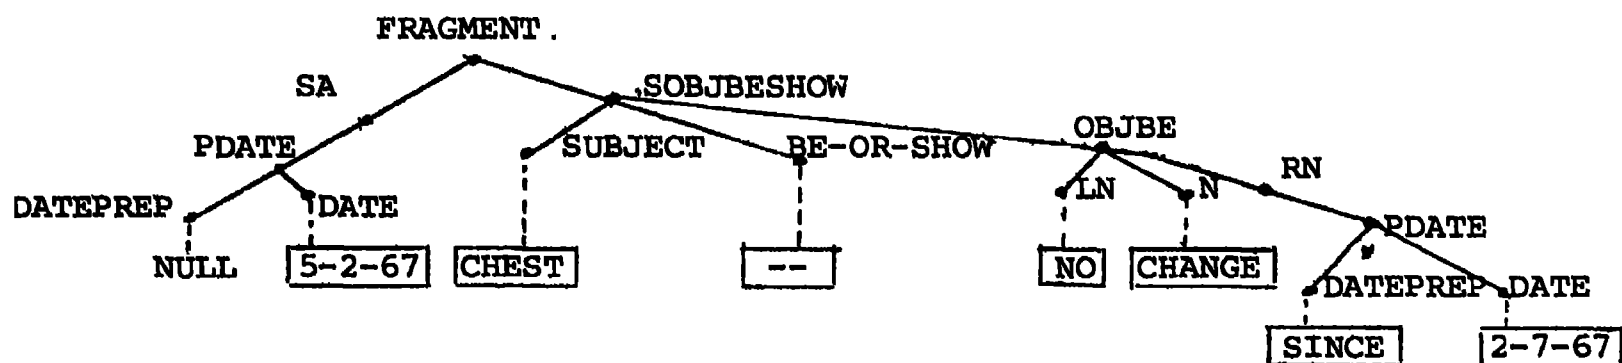 FRAGMENT .
SA .SOBJBESHOW
PDATE SUBJECT BE-OR-SHOW OBJBE RN
DATEPREP DATE LN N PDATE
NULL 5-2-67 CHEST -- NO CHANGE DATEPREP DATE
SINCE 2-7-67